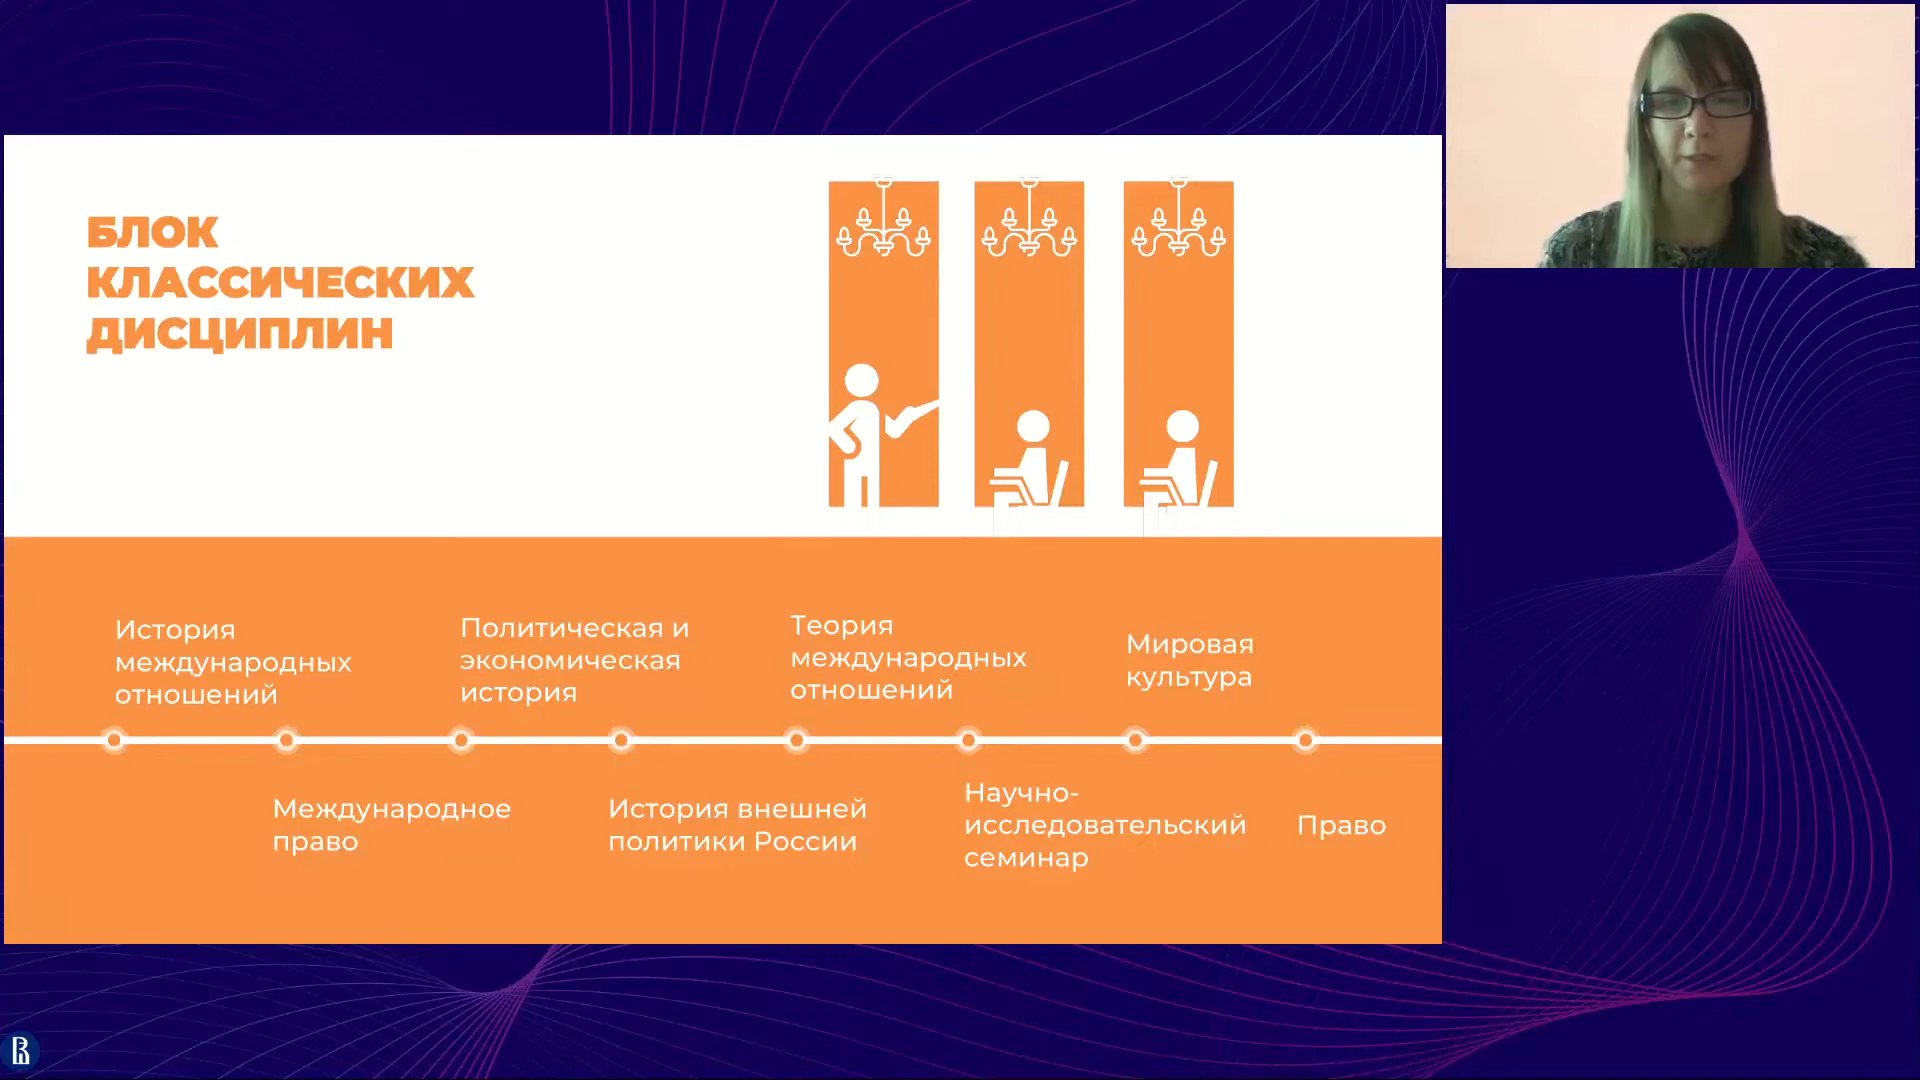 БЛОК
КЛАССИЧЕСКИХ
ДИСЦИПЛИН
История
международных
отношений
Политическая и
экономическая
история
Теория
международных
отношений
Мировая
культура
Международное
право
История внешней
политики России
Научно-
исследовательский
семинар
Право